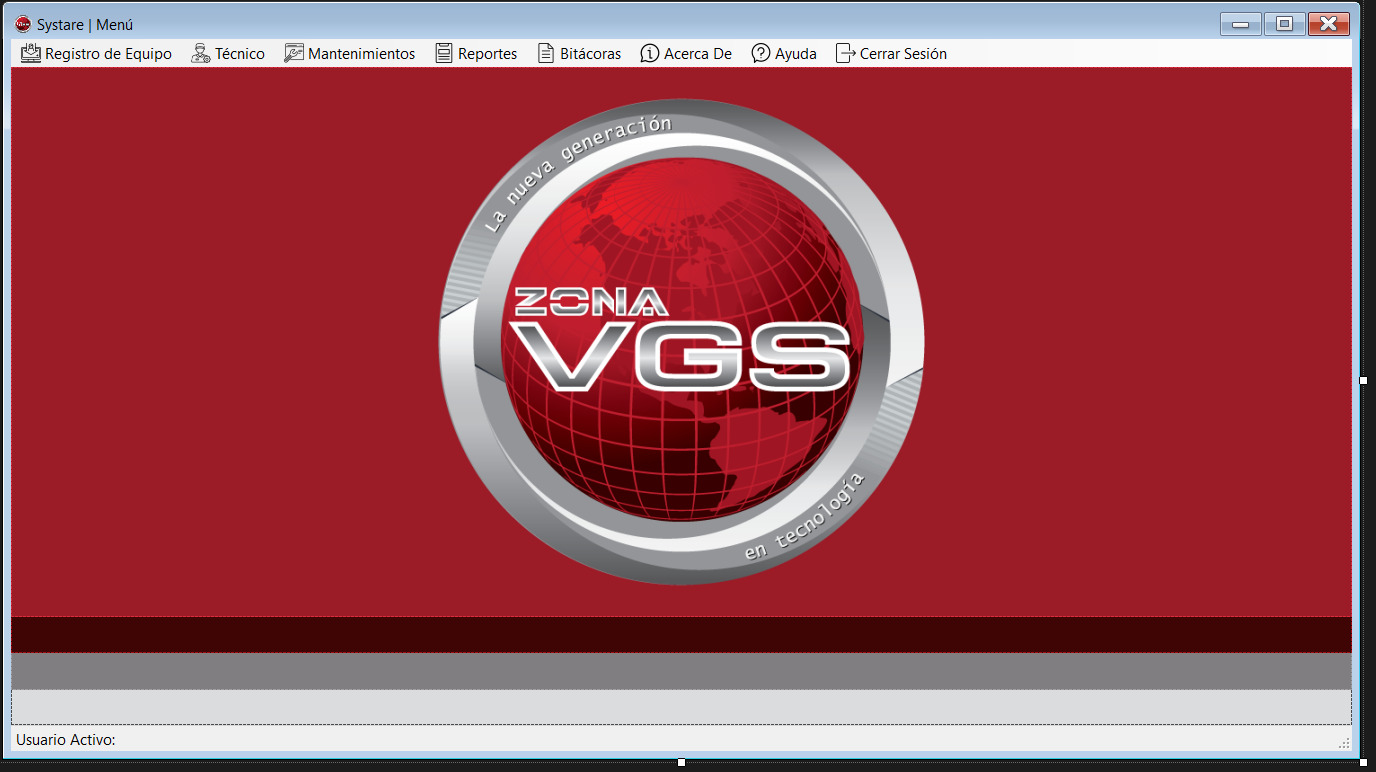 Systare | Menú
Registro de Equipo Técnico Mantenimientos Reportes Bitácoras Acerca De Ayuda Cerrar Sesión
La nueva generación
ZONA
VGS
en tecnología
Usuario Activo: